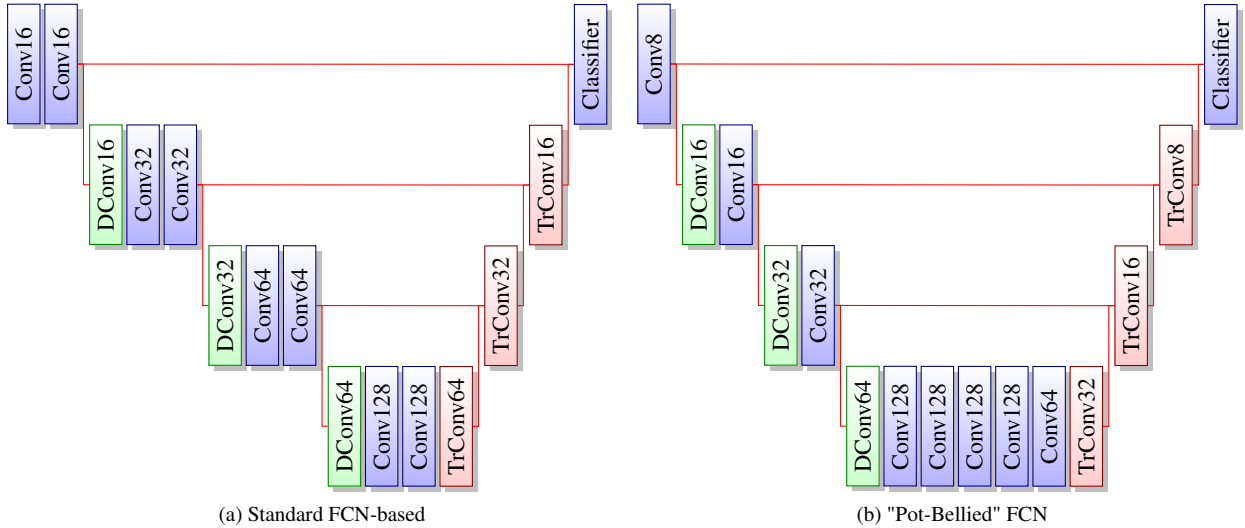 Conv16
Conv16
Classifier
DConv16
Conv32
Conv32
TrConv16
DConv32
Conv64
Conv64
TrConv32
DConv64
Conv128
Conv128
TrConv64
(a) Standard FCN-based
Conv8
Classifier
DConv16
Conv16
TrConv8
DConv32
Conv32
TrConv16
DConv64
Conv128
Conv128
Conv128
Conv128
Conv64
TrConv32
(b) "Pot-Bellied" FCN